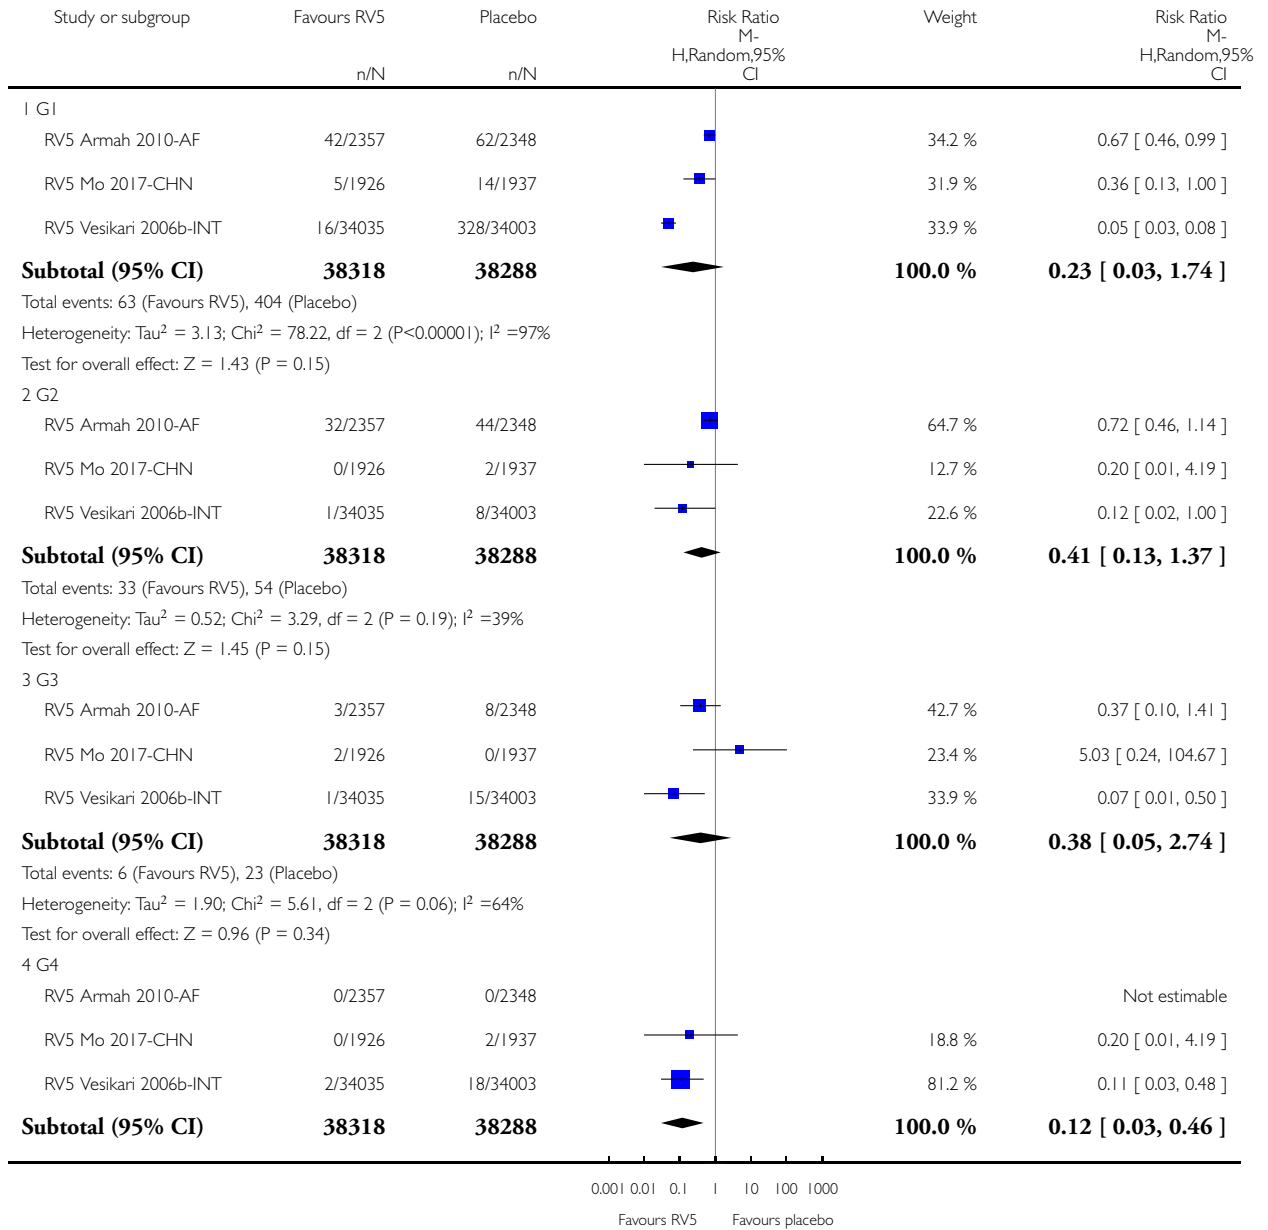 Study or subgroup Favours RV5 Placebo Risk Ratio Weight Risk Ratio
M- M-
H,Random,95% H,Random,95%
n/N n/N CI CI
1 G1
RV5 Armah 2010-AF 42/2357 62/2348 34.2 % 0.67 [ 0.46, 0.99 ]
RV5 Mo 2017-CHN 5/1926 14/1937 31.9 % 0.36 [ 0.13, 1.00 ]
RV5 Vesikari 2006b-INT 16/34035 328/34003 33.9 % 0.05 [ 0.03, 0.08 ]
Subtotal (95% CI) 38318 38288 100.0 % 0.23 [ 0.03, 1.74 ]
Total events: 63 (Favours RV5), 404 (Placebo)
Heterogeneity: Tau² = 3.13; Chi² = 78.22, df = 2 (P<0.00001); I² =97%
Test for overall effect: Z = 1.43 (P = 0.15)
2 G2
RV5 Armah 2010-AF 32/2357 44/2348 64.7 % 0.72 [ 0.46, 1.14 ]
RV5 Mo 2017-CHN 0/1926 2/1937 12.7 % 0.20 [ 0.01, 4.19 ]
RV5 Vesikari 2006b-INT 1/34035 8/34003 22.6 % 0.12 [ 0.02, 1.00 ]
Subtotal (95% CI) 38318 38288 100.0 % 0.41 [ 0.13, 1.37 ]
Total events: 33 (Favours RV5), 54 (Placebo)
Heterogeneity: Tau² = 0.52; Chi² = 3.29, df = 2 (P = 0.19); I² =39%
Test for overall effect: Z = 1.45 (P = 0.15)
3 G3
RV5 Armah 2010-AF 3/2357 8/2348 42.7 % 0.37 [ 0.10, 1.41 ]
RV5 Mo 2017-CHN 2/1926 0/1937 23.4 % 5.03 [ 0.24, 104.67 ]
RV5 Vesikari 2006b-INT 1/34035 15/34003 33.9 % 0.07 [ 0.01, 0.50 ]
Subtotal (95% CI) 38318 38288 100.0 % 0.38 [ 0.05, 2.74 ]
Total events: 6 (Favours RV5), 23 (Placebo)
Heterogeneity: Tau² = 1.90; Chi² = 5.61, df = 2 (P = 0.06); I² =64%
Test for overall effect: Z = 0.96 (P = 0.34)
4 G4
RV5 Armah 2010-AF 0/2357 0/2348 Not estimable
RV5 Mo 2017-CHN 0/1926 2/1937 18.8 % 0.20 [ 0.01, 4.19 ]
RV5 Vesikari 2006b-INT 2/34035 18/34003 81.2 % 0.11 [ 0.03, 0.48 ]
Subtotal (95% CI) 38318 38288 100.0 % 0.12 [ 0.03, 0.46 ]
0.001 0.01 0.1 1 10 100 1000
Favours RV5 Favours placebo